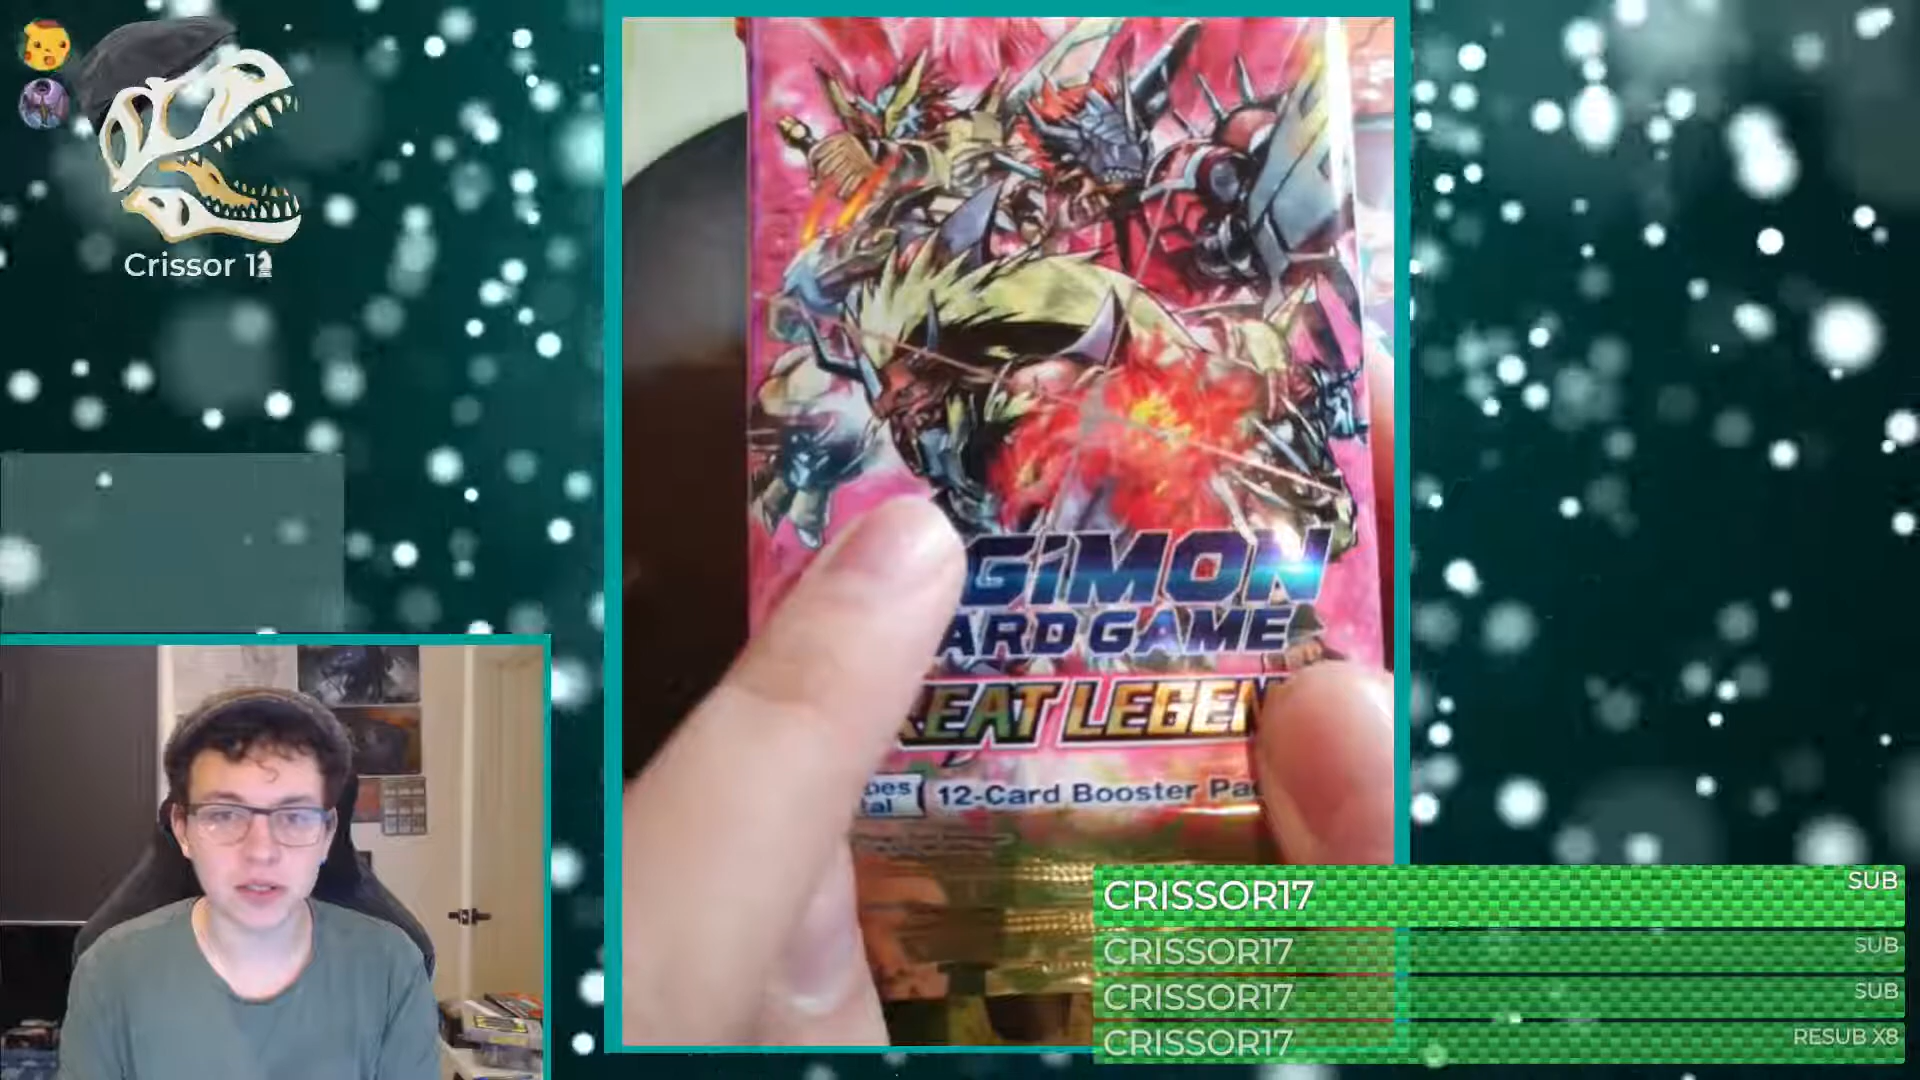 Crissor 1
GiMON
ARD GAME
REAT LEGEN
12-Card Booster Pa
CRISSOR17
SUB
CRISSOR17
SUB
CRISSOR17
SUB
CRISSOR17
RESUB X8